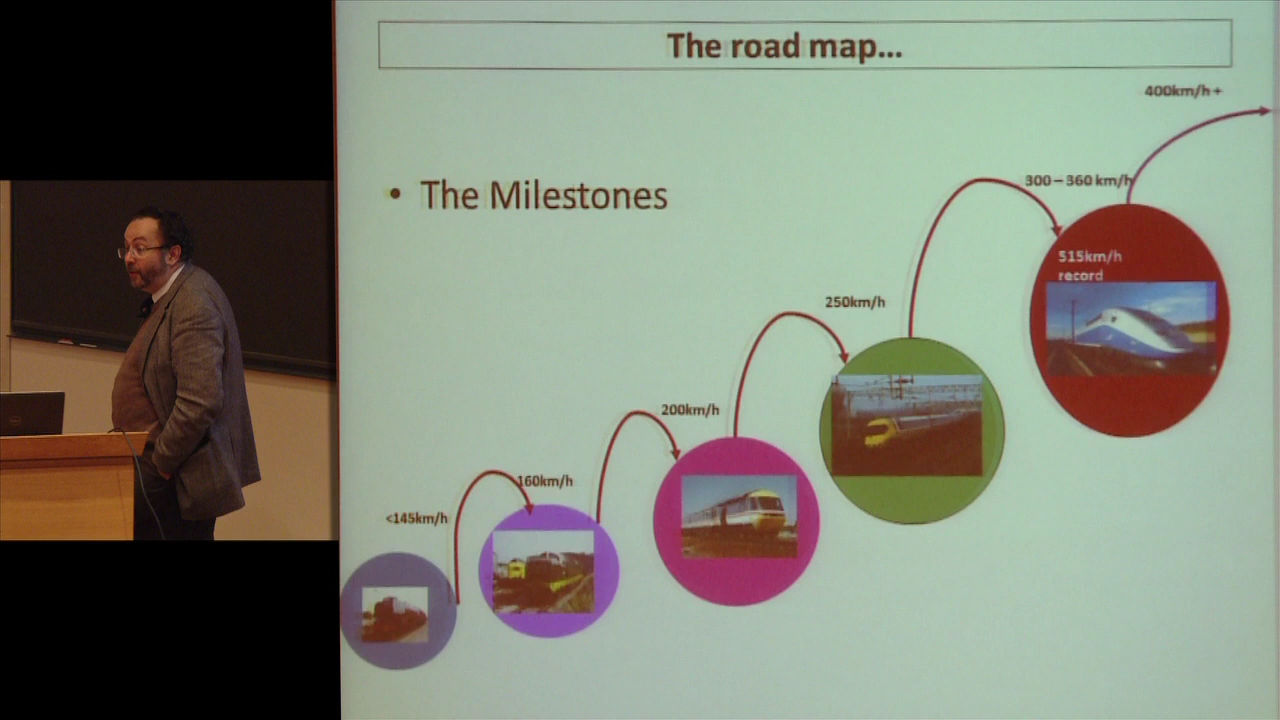 The road map...
400km/h +
• The Milestones
300 – 360 km/h
515km/h
record
250km/h
200km/h
160km/h
<145km/h